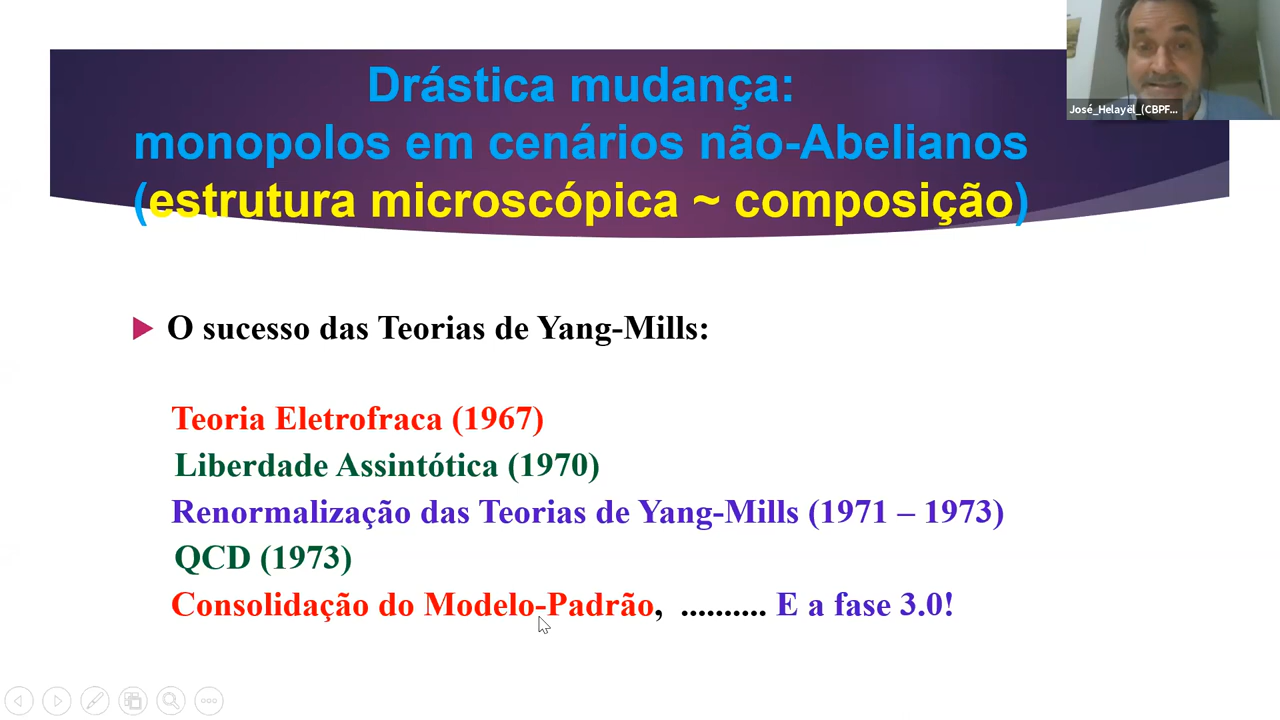 Drástica mudança:
monopolos em cenários não-Abelianos
(estrutura microscópica ~ composição)
José_Helayël_(CBPF...
O sucesso das Teorias de Yang-Mills:
Teoria Eletrofraca (1967)
Liberdade Assintótica (1970)
Renormalização das Teorias de Yang-Mills (1971 – 1973)
QCD (1973)
Consolidação do Modelo-Padrão, .......... E a fase 3.0!